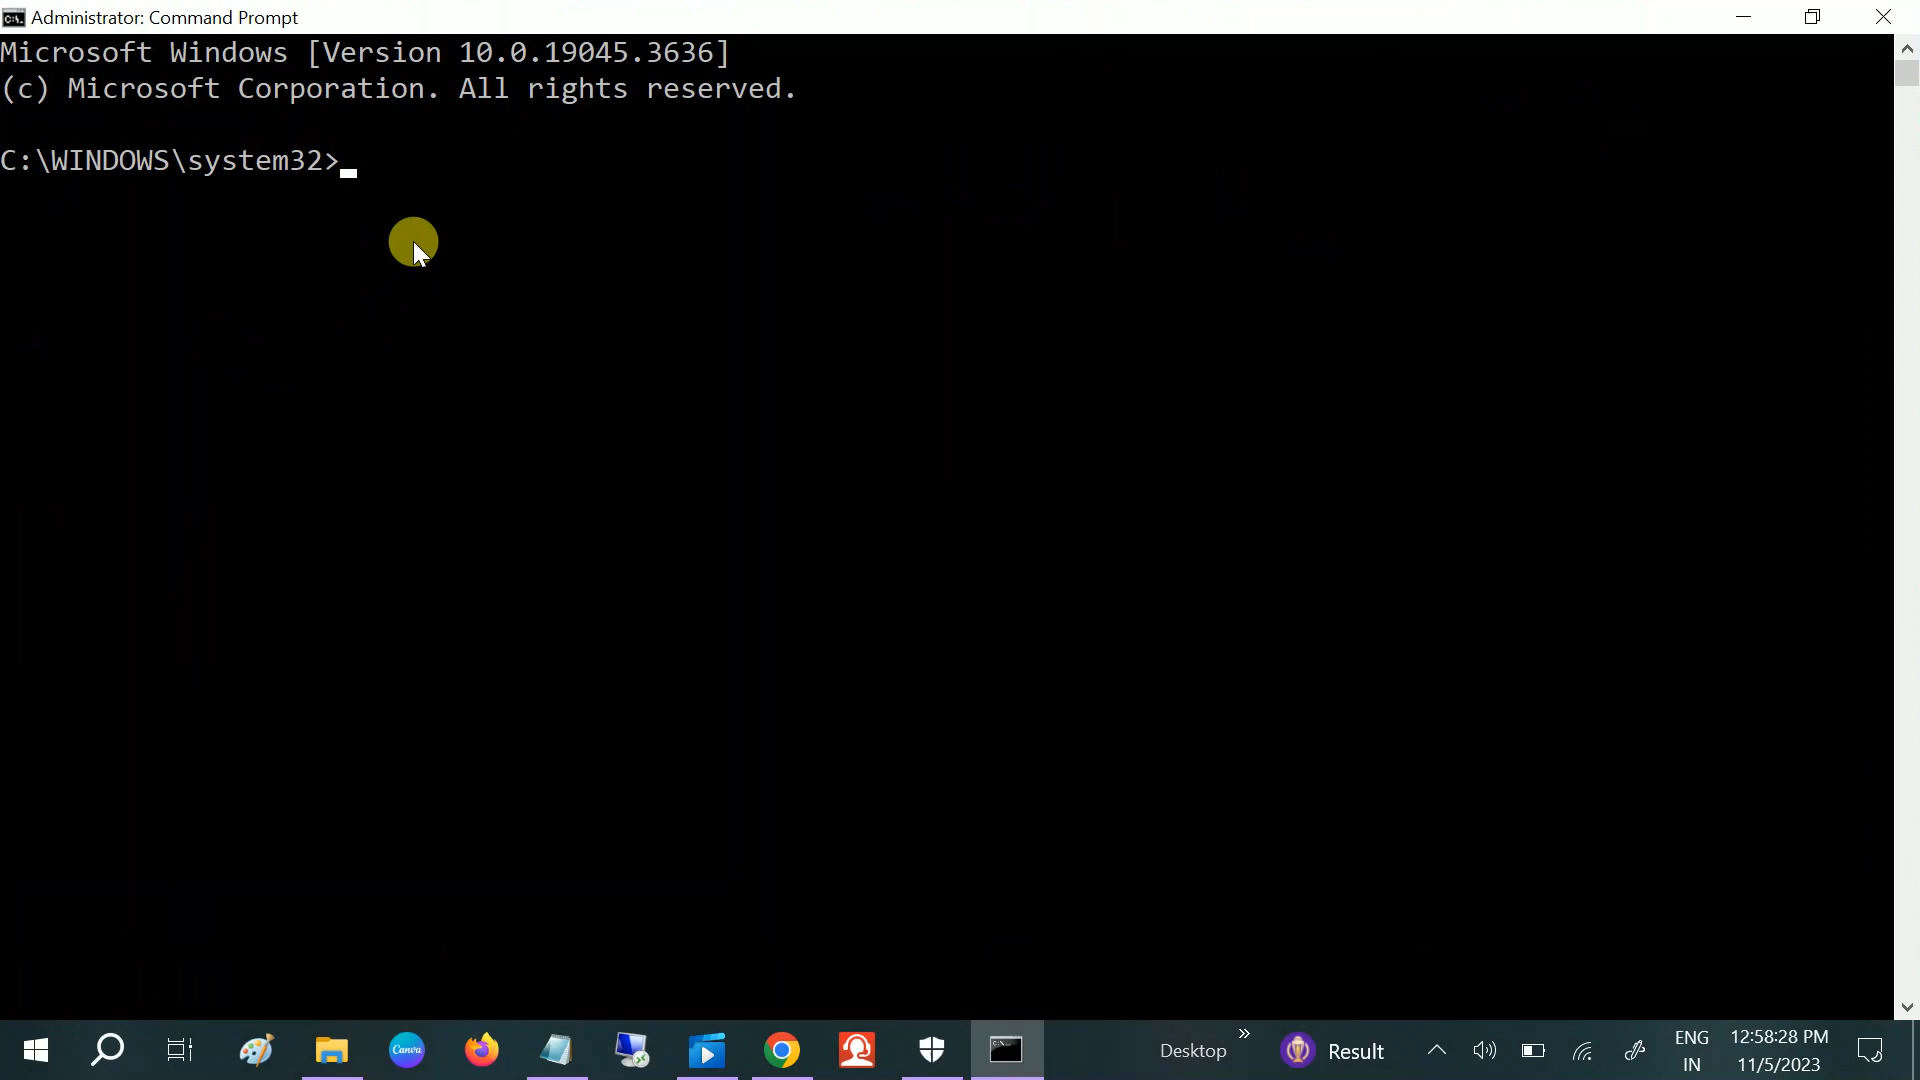 Administrator: Command Prompt
Microsoft Windows [Version 10.0.19045.3636]
(c) Microsoft Corporation. All rights reserved.
C:\WINDOWS\system32>
Canva
Desktop
Result
ENG
IN
12:58:28 PM
11/5/2023